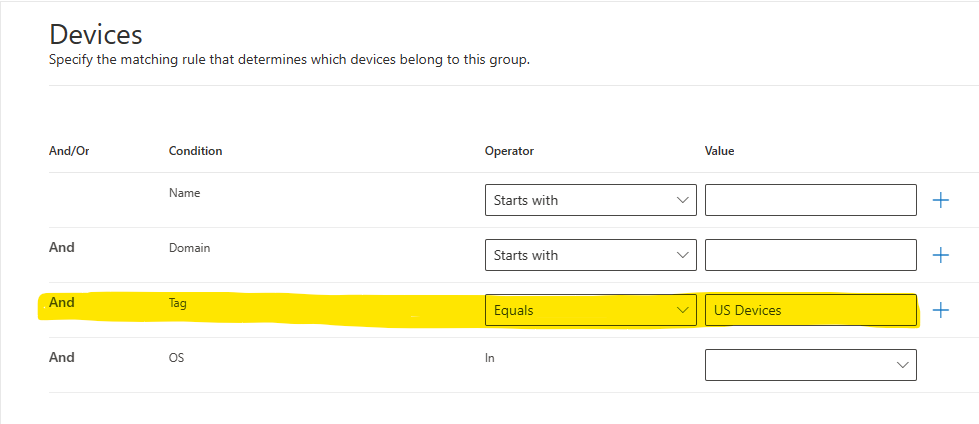 Devices
Specify the matching rule that determines which devices belong to this group.
And/Or Condition Operator Value
Name Starts with
And Domain Starts with
And Tag Equals US Devices
And OS In